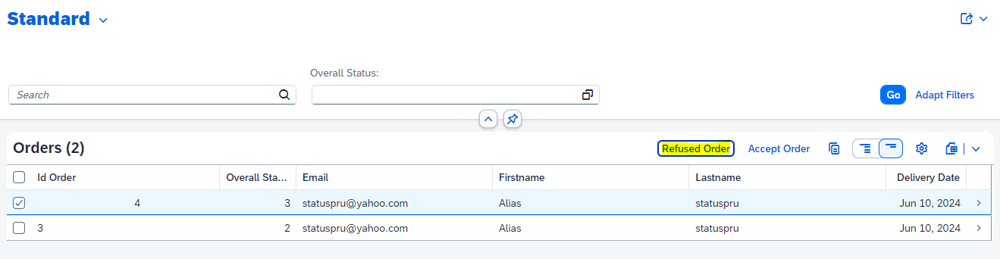 Standard
Overall Status:
Search
Go Adapt Filters
Orders (2) Refused Order Accept Order
Id Order Overall Sta... Email Firstname Lastname Delivery Date
4 3 statuspru@yahoo.com Alias statuspru Jun 10, 2024
3 2 statuspru@yahoo.com Alias statuspru Jun 10, 2024